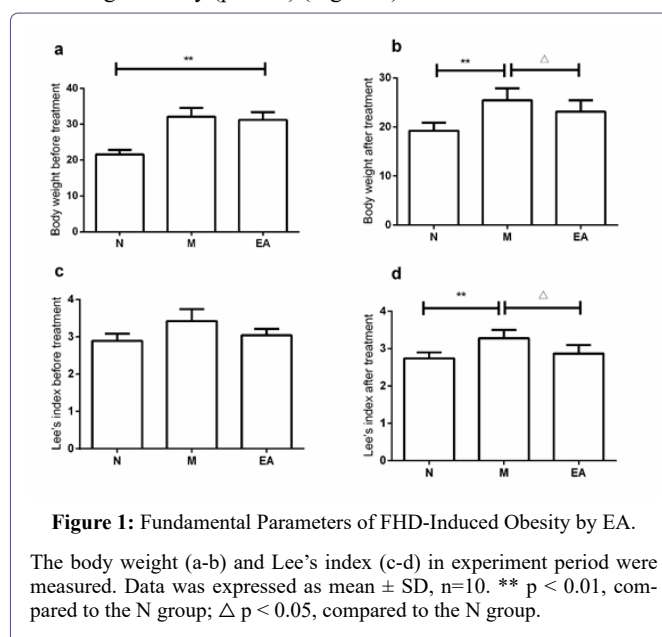 a
**
Body weight before treatment
40
30
20
10
0
N M EA
b
** △
Body weight after treatment
30
20
10
0
N M EA
c
Lee's index before treatment
4
3
2
1
0
N M EA
d
** △
Lee's index after treatment
4
3
2
1
0
N M EA
Figure 1: Fundamental Parameters of FHD-Induced Obesity by EA.
The body weight (a-b) and Lee's index (c-d) in experiment period were
measured. Data was expressed as mean ± SD, n=10. ** p < 0.01, com-
pared to the N group; △ p < 0.05, compared to the N group.